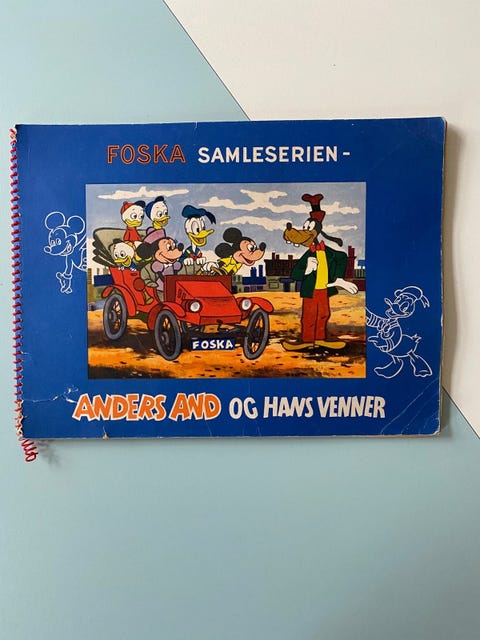 FOSKA SAMLESERIEN-
FOSKA
ANDERS AND OG HANS VENNER